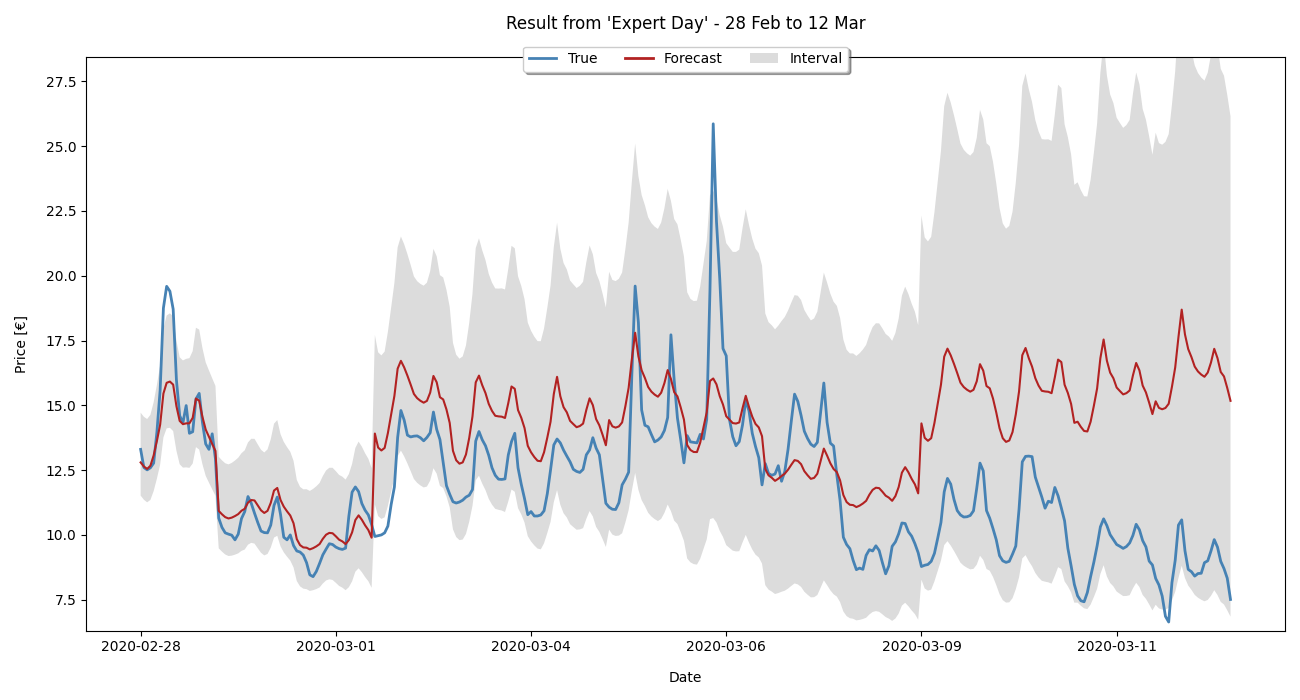 Result from 'Expert Day' - 28 Feb to 12 Mar
True
Forecast
Interval
27.5
25.0
22.5
20.0
17.5
15.0
12.5
10.0
7.5
Price [€]
2020-02-28
2020-03-01
2020-03-04
2020-03-06
2020-03-09
2020-03-11
Date